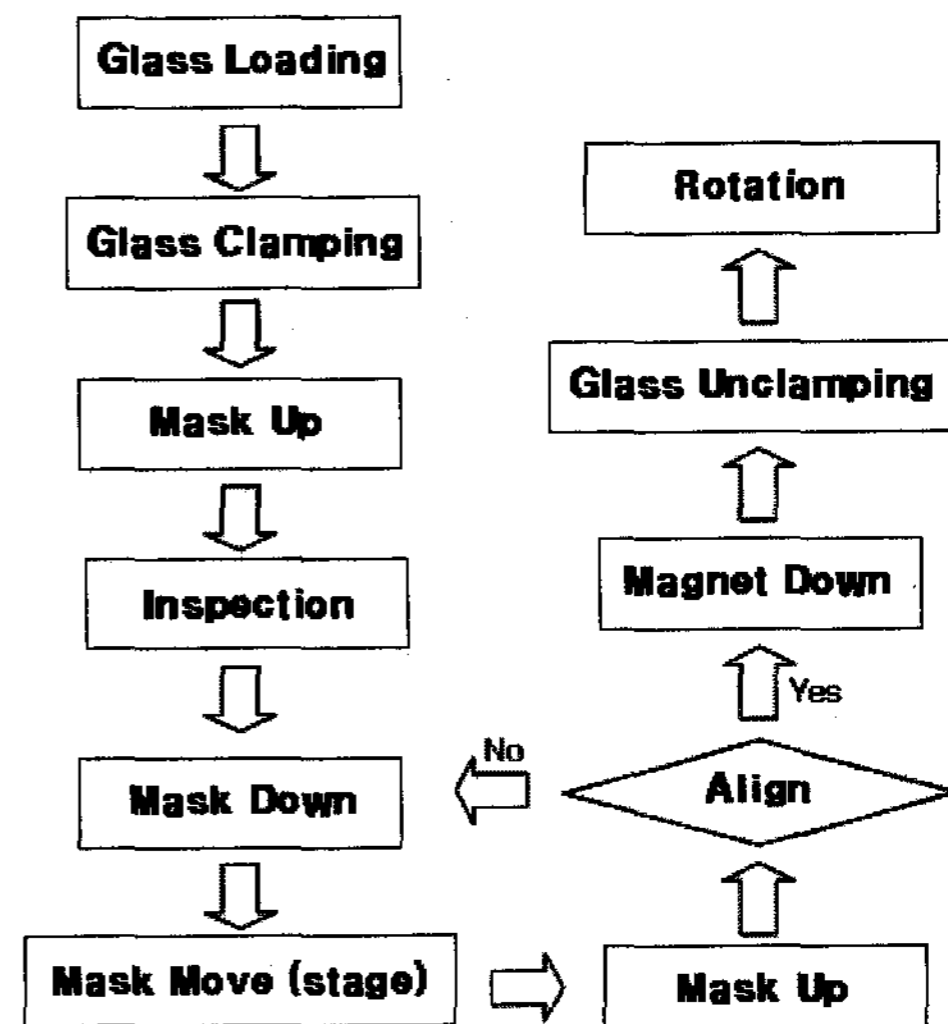 Glass Loading
Glass Clamping
Mask Up
Inspection
Mask Down
Mask Move (stage)
Mask Up
Align
No
Yes
Magnet Down
Glass Unclamping
Rotation